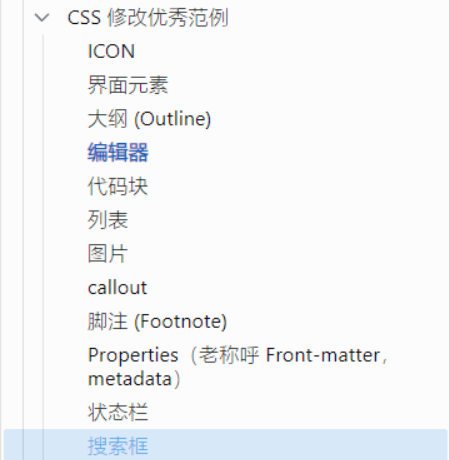 CSS 修改优秀范例
ICON
界面元素
大纲 (Outline)
编辑器
代码块
列表
图片
callout
脚注 (Footnote)
Properties（老称呼 Front-matter，
metadata）
状态栏
搜索框